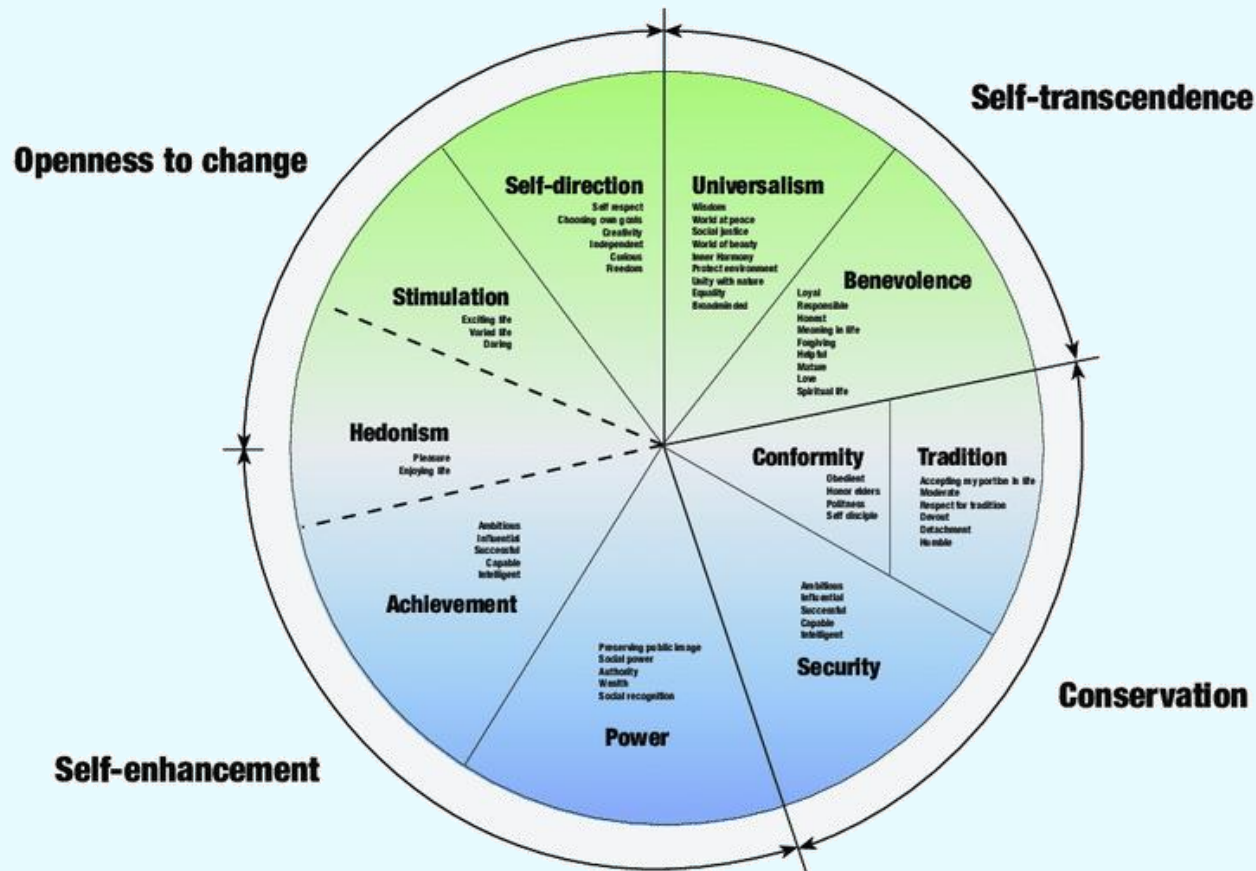 Self-transcendence
Openness to change
Self-direction
Self respect
Choosing own goals
Creativity
Independent
Curious
Freedom
Universalism
Wisdom
World at peace
Social justice
World of beauty
Inner Harmony
Protect environment
Unity with nature
Equality
Broadminded
Benevolence
Loyal
Responsible
Honest
Meaning in life
Forgiving
Helpful
Mature
Love
Spiritual life
Stimulation
Exciting life
Varied life
Daring
Hedonism
Pleasure
Enjoying life
Conformity
Obedient
Honor elders
Politness
Self disciple
Tradition
Accepting my portion in life
Moderate
Respect for tradition
Devout
Detachment
Humble
Ambitious
Influential
Successful
Capable
Intelligent
Achievement
Ambitious
Influential
Successful
Capable
Intelligent
Security
Preserving public image
Social power
Authority
Wealth
Social recognition
Power
Conservation
Self-enhancement